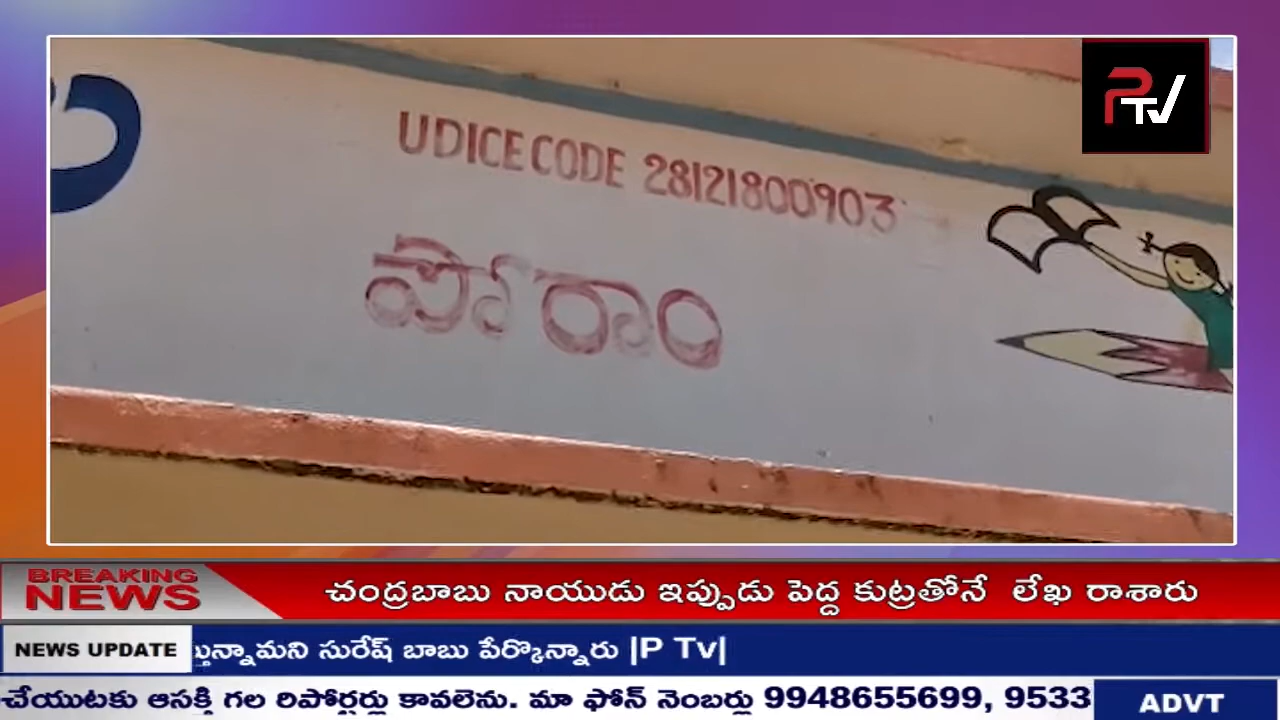 PTV
UDICE CODE 28121800903
పోరాం
BREAKING
NEWS
చంద్రబాబు నాయుడు ఇప్పుడు పెద్ద కుట్రతోనే లేఖ రాశారు
NEWS UPDATE
స్తున్నామని సురేష్ బాబు పేర్కొన్నారు |P Tv|
చేయుటకు ఆసక్తి గల రిపోర్టర్లు కావలెను. మా ఫోన్ నెంబర్లు 9948655699, 9533
ADVT